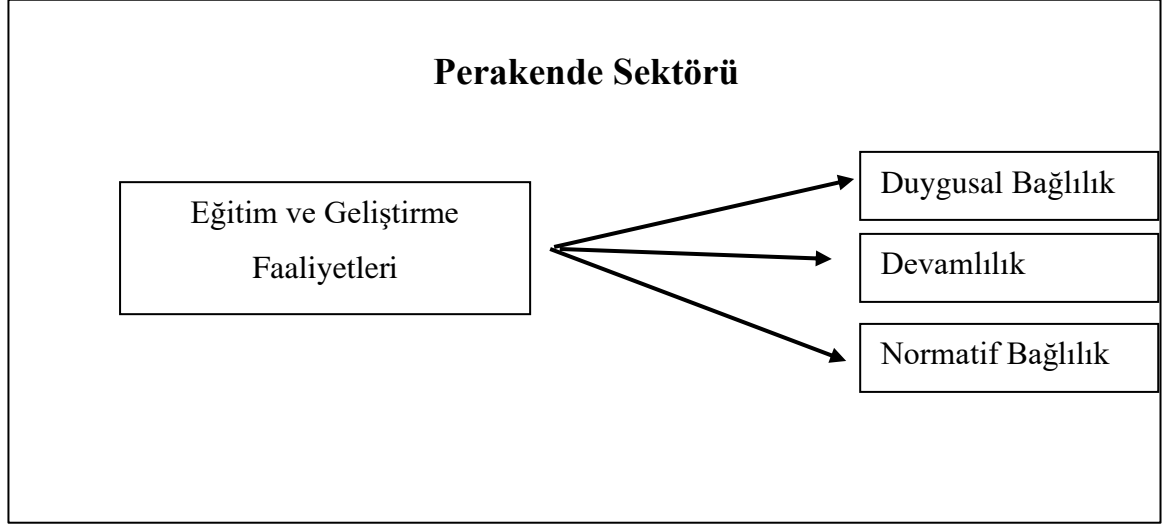 Perakende Sektörü
Eğitim ve Geliştirme
Faaliyetleri
Duygusal Bağlılık
Devamlılık
Normatif Bağlılık